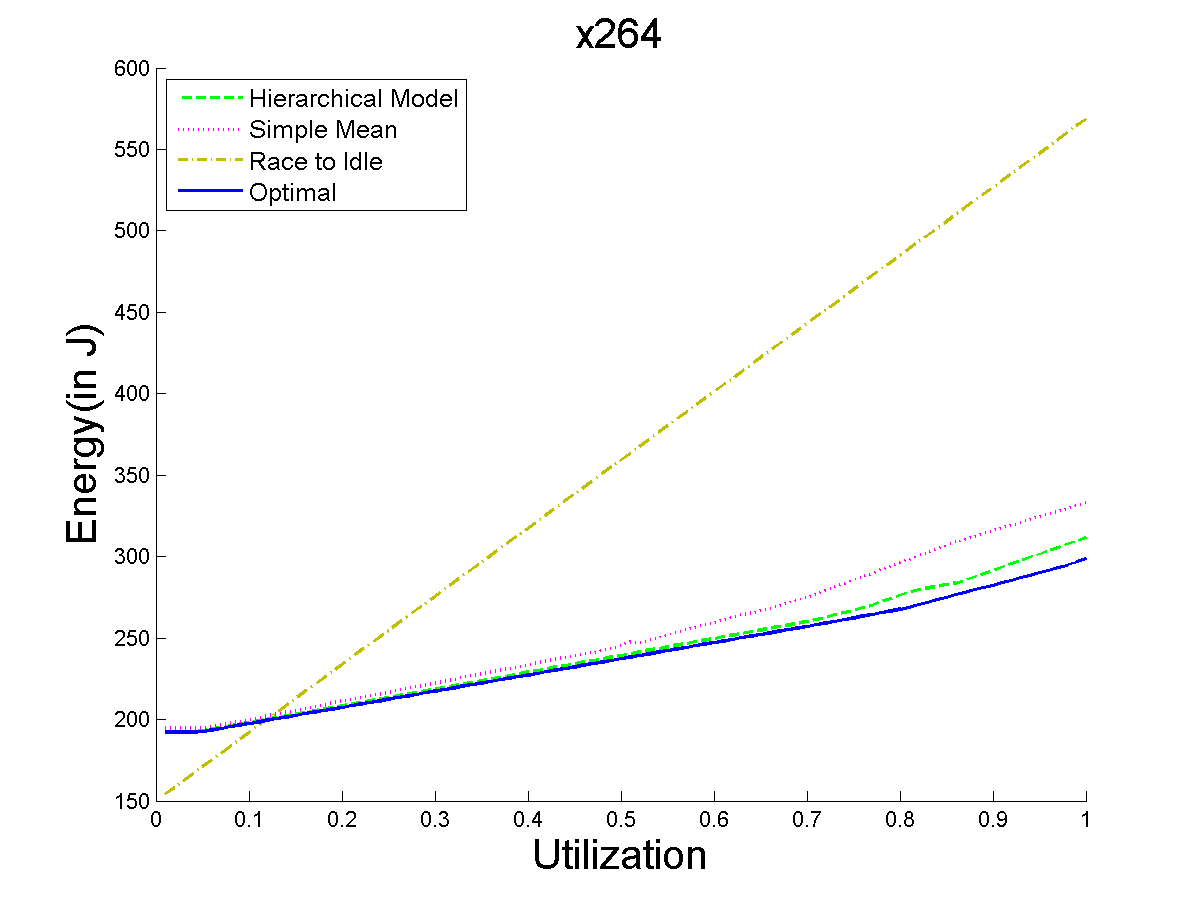 x264
600
550
500
450
400
350
300
250
200
150
Energy(in J)
Hierarchical Model
Simple Mean
Race to Idle
Optimal
0 0.1 0.2 0.3 0.4 0.5 0.6 0.7 0.8 0.9 1
Utilization